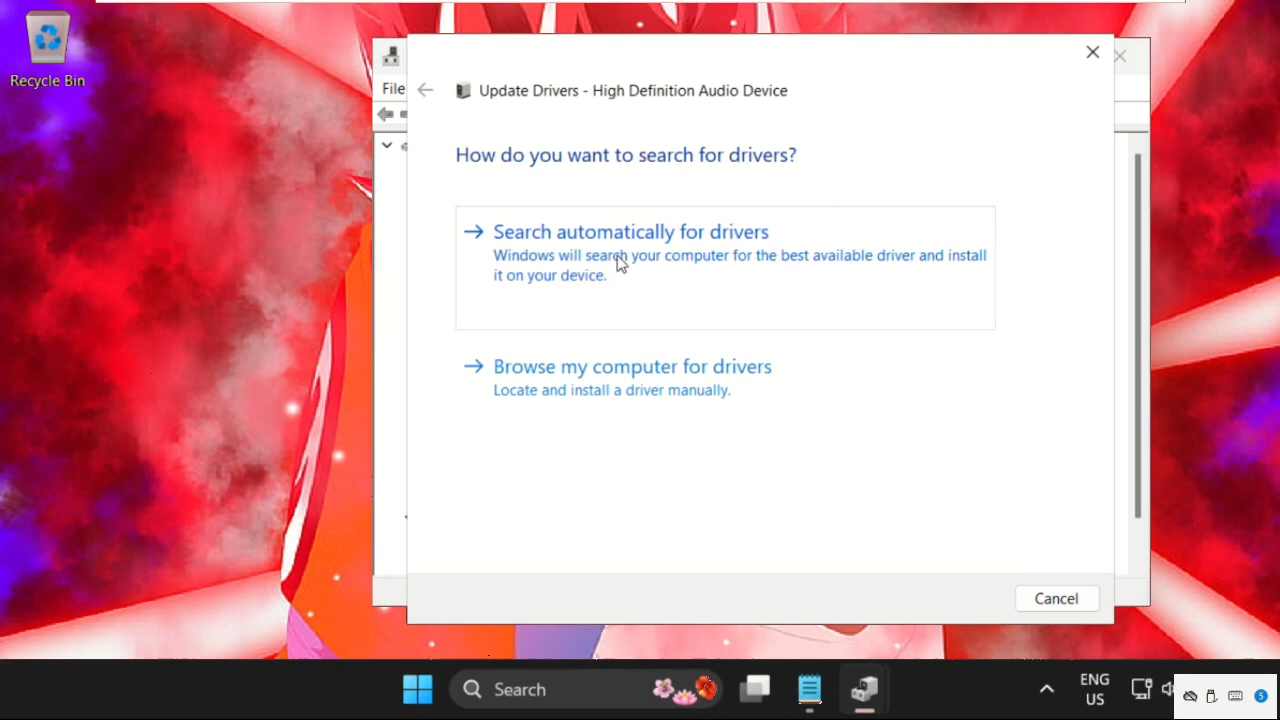 Recycle Bin
File
Update Drivers - High Definition Audio Device
How do you want to search for drivers?
Search automatically for drivers
Windows will search your computer for the best available driver and install
it on your device.
Browse my computer for drivers
Locate and install a driver manually.
Cancel
Search
ENG
US
5